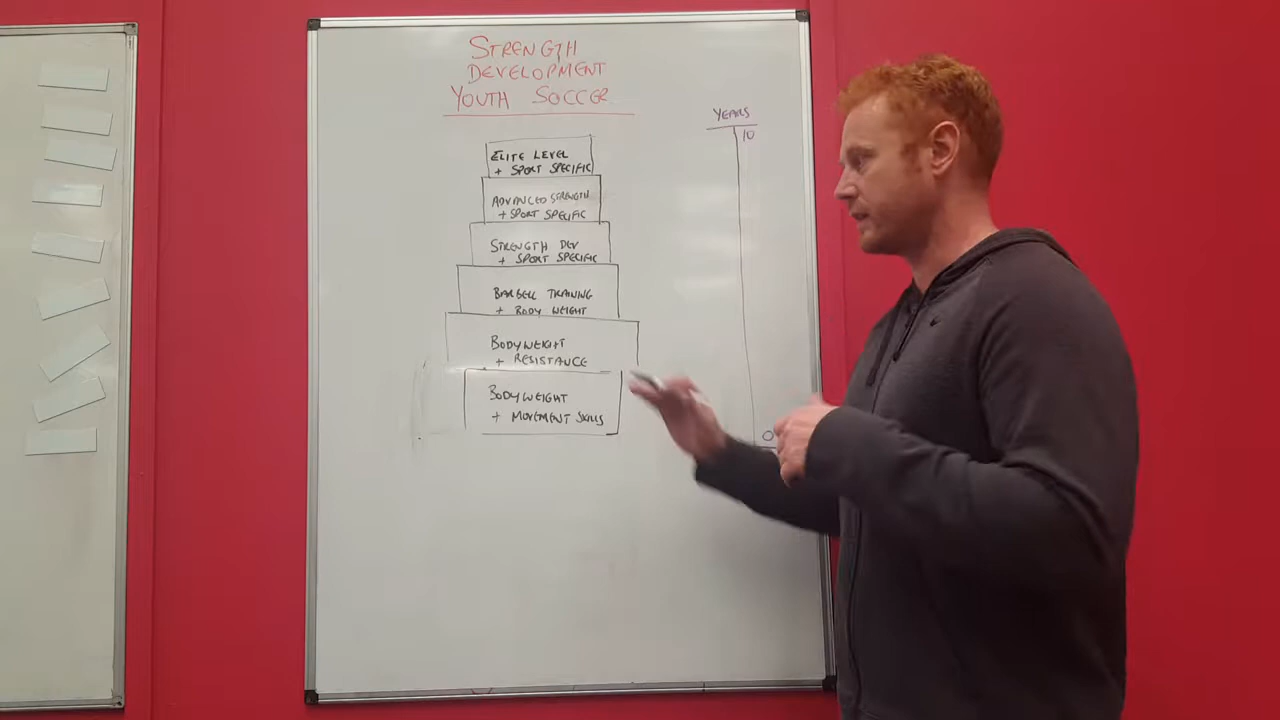 STRENGTH
DEVELOPMENT
YOUTH SOCCER
YEARS
10
ELITE LEVEL
+ SPORT SPECIFIC
ADVANCED STRENGTH
+ SPORT SPECIFIC
STRENGTH DEV
+ SPORT SPECIFIC
BARBELL TRAINING
+ BODY WEIGHT
BODYWEIGHT
+ RESISTANCE
BODYWEIGHT
+ MOVEMENT SKILLS
0